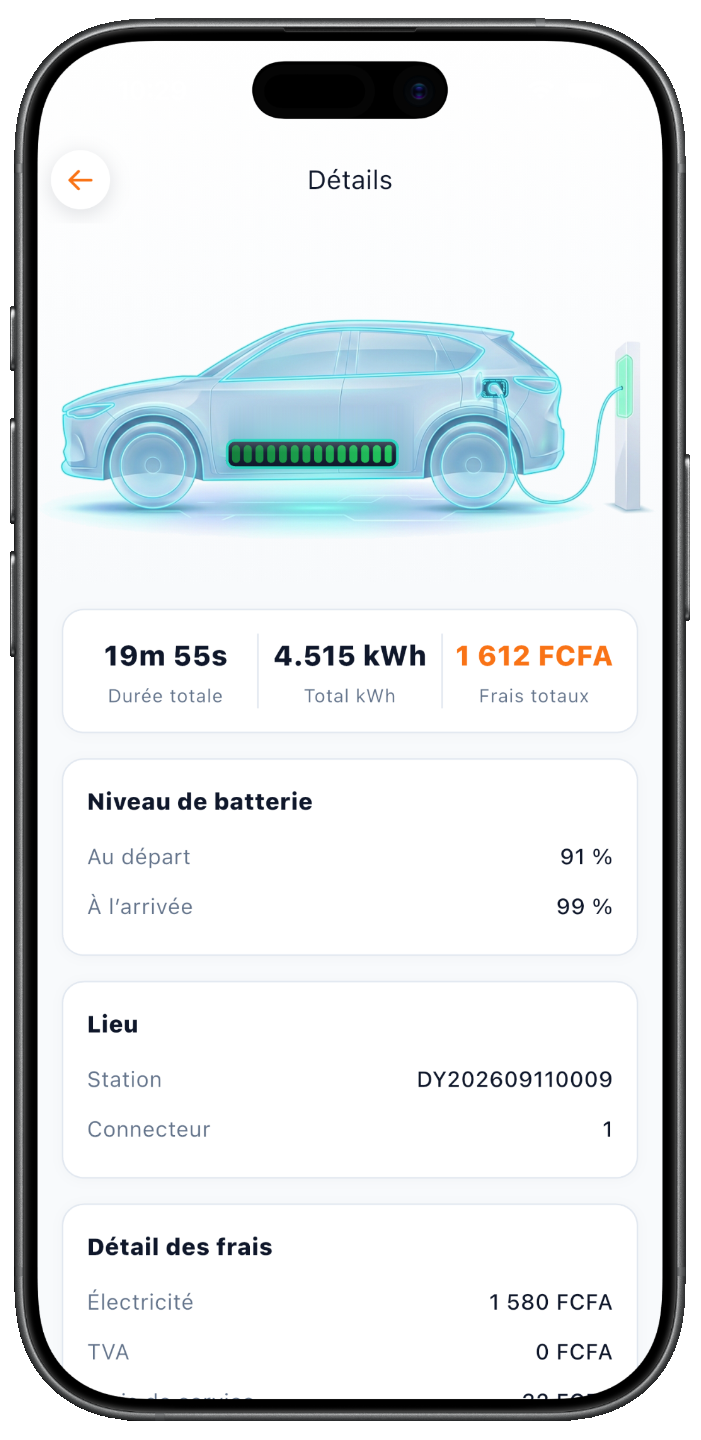 Détails
19m 55s 4.515 kWh 1 612 FCFA
Durée totale Total kWh Frais totaux
Niveau de batterie
Au départ 91 %
À l’arrivée 99 %
Lieu
Station DY202609110009
Connecteur 1
Détail des frais
Électricité 1 580 FCFA
TVA 0 FCFA